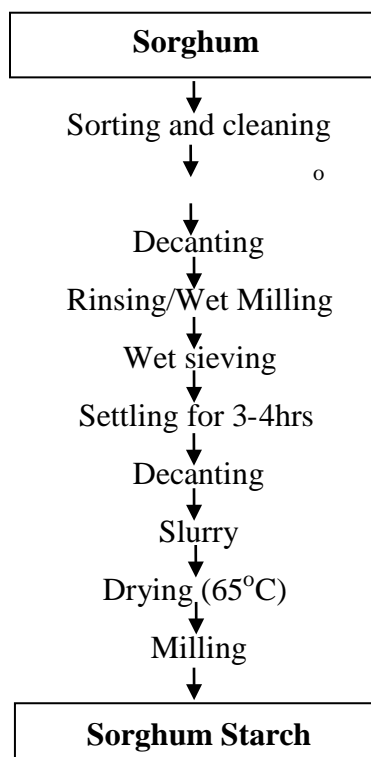 Sorghum
Sorting and cleaning
o
Decanting
Rinsing/Wet Milling
Wet sieving
Settling for 3-4hrs
Decanting
Slurry
Drying (65oC)
Milling
Sorghum Starch